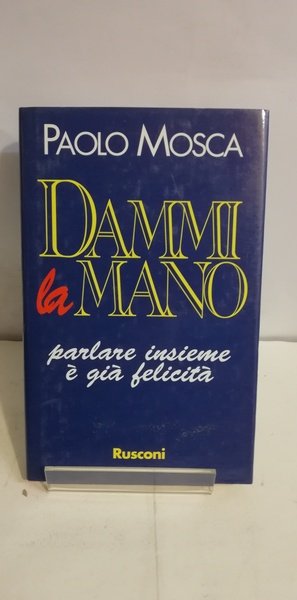 PAOLO MOSCA
DAMMI
la MANO
parlare insieme
è già felicità
Rusconi